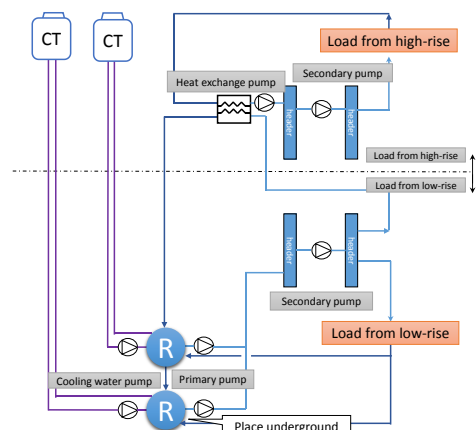 CT
CT
Load from high-rise
Heat exchange pump
Secondary pump
header
header
Load from high-rise
Load from low-rise
header
header
Secondary pump
Load from low-rise
R
Cooling water pump
Primary pump
R
Place underground